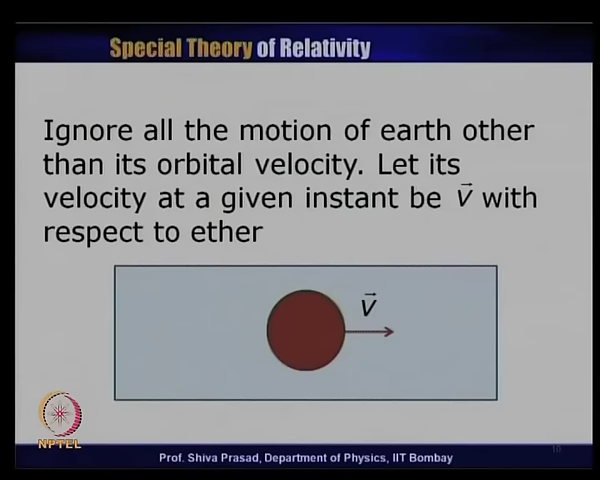 Special Theory of Relativity
Ignore all the motion of earth other
than its orbital velocity. Let its
velocity at a given instant be v⃗ with
respect to ether
v⃗
NPTEL
Prof. Shiva Prasad, Department of Physics, IIT Bombay
10